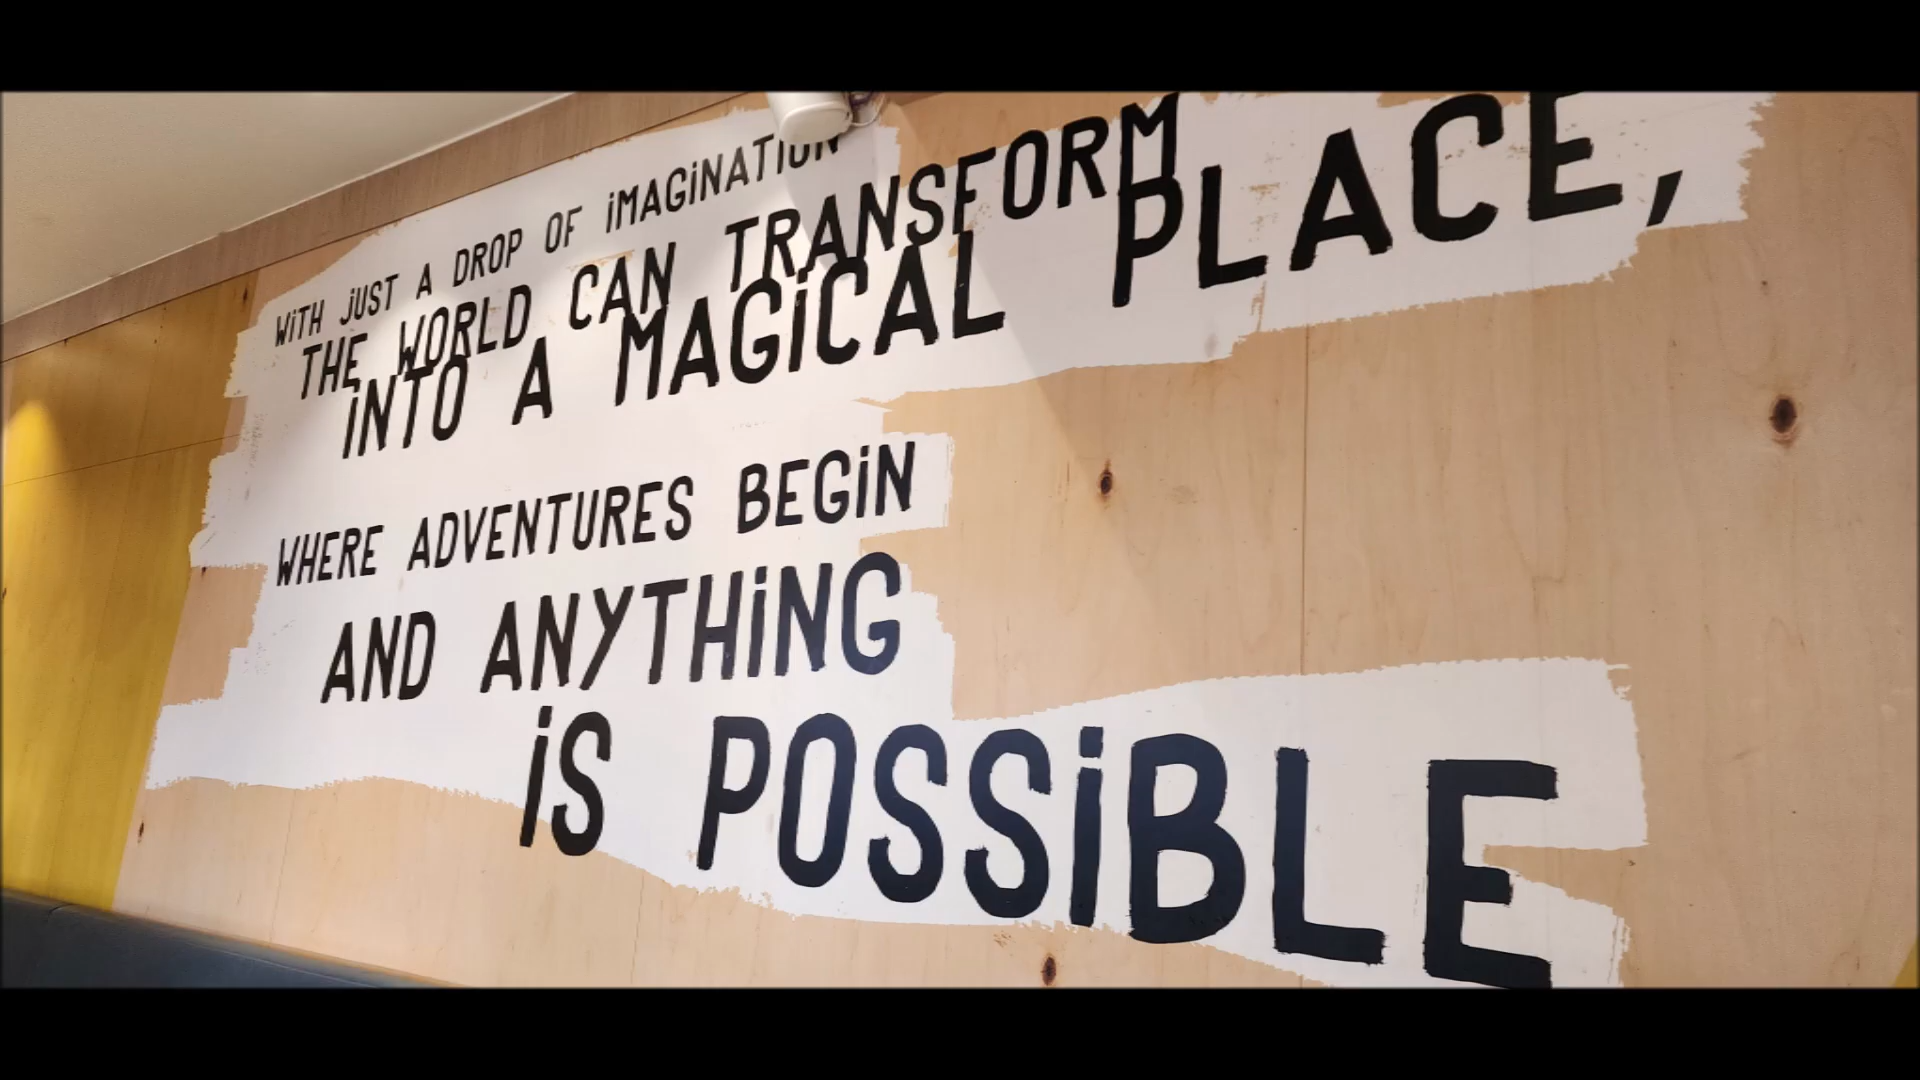 WiTH jUST A DROP OF iMAGiNATiON
THE WORLD CAN TRANSFORM
iNTO A MAGiCAL PLACE,
WHERE ADVENTURES BEGiN
AND ANYTHiNG
iS POSSiBLE